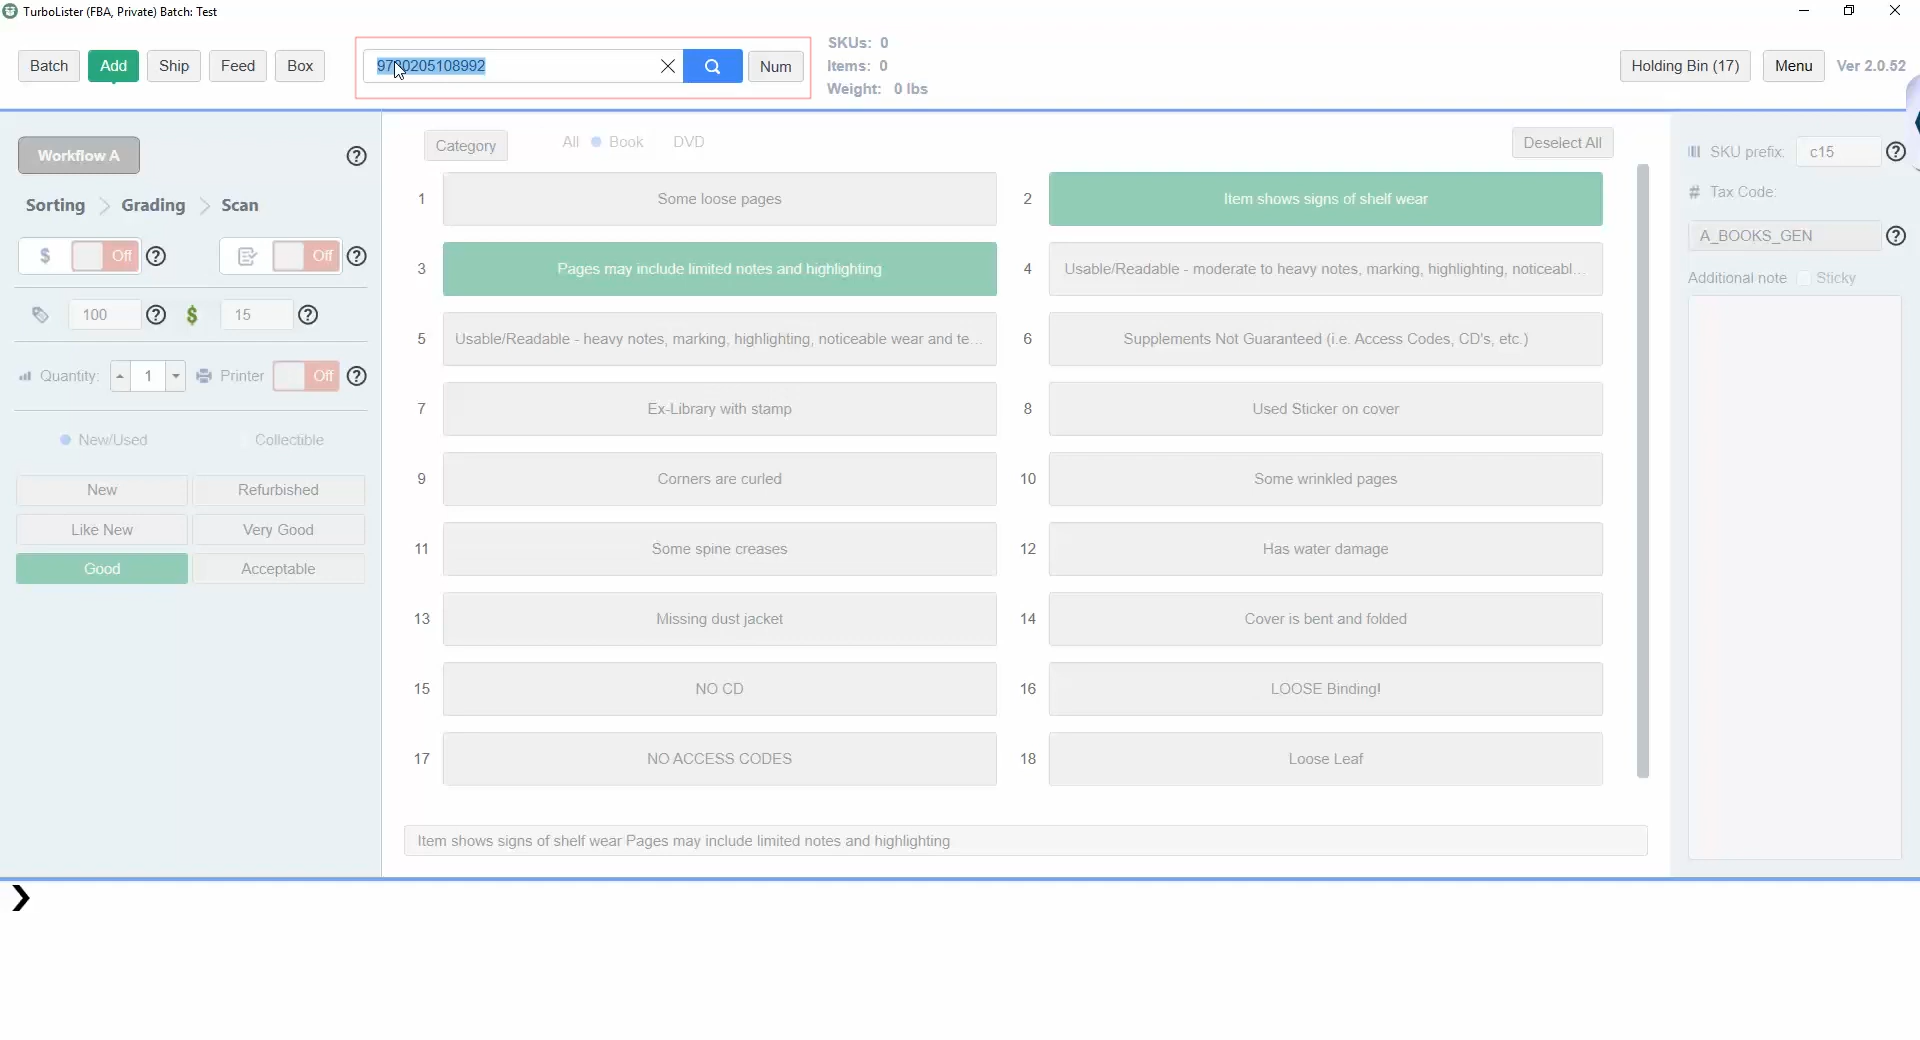 TurboLister (FBA, Private) Batch: Test
Batch
Add
Ship
Feed
Box
9780205108992
Num
SKUs: 0
Items: 0
Weight: 0 lbs
Holding Bin (17)
Menu
Ver 2.0.52
Workflow A
Sorting
Grading
Scan
$ Off
Off
100
$ 15
Quantity: 1
Printer Off
New/Used
Collectible
New
Refurbished
Like New
Very Good
Good
Acceptable
Category
All
Book
DVD
Deselect All
1 Some loose pages
2 Item shows signs of shelf wear
3 Pages may include limited notes and highlighting
4 Usable/Readable - moderate to heavy notes, marking, highlighting, noticeabl...
5 Usable/Readable - heavy notes, marking, highlighting, noticeable wear and te...
6 Supplements Not Guaranteed (i.e. Access Codes, CD's, etc.)
7 Ex-Library with stamp
8 Used Sticker on cover
9 Corners are curled
10 Some wrinkled pages
11 Some spine creases
12 Has water damage
13 Missing dust jacket
14 Cover is bent and folded
15 NO CD
16 LOOSE Binding!
17 NO ACCESS CODES
18 Loose Leaf
Item shows signs of shelf wear Pages may include limited notes and highlighting
SKU prefix: c15
# Tax Code:
A_BOOKS_GEN
Additional note
Sticky